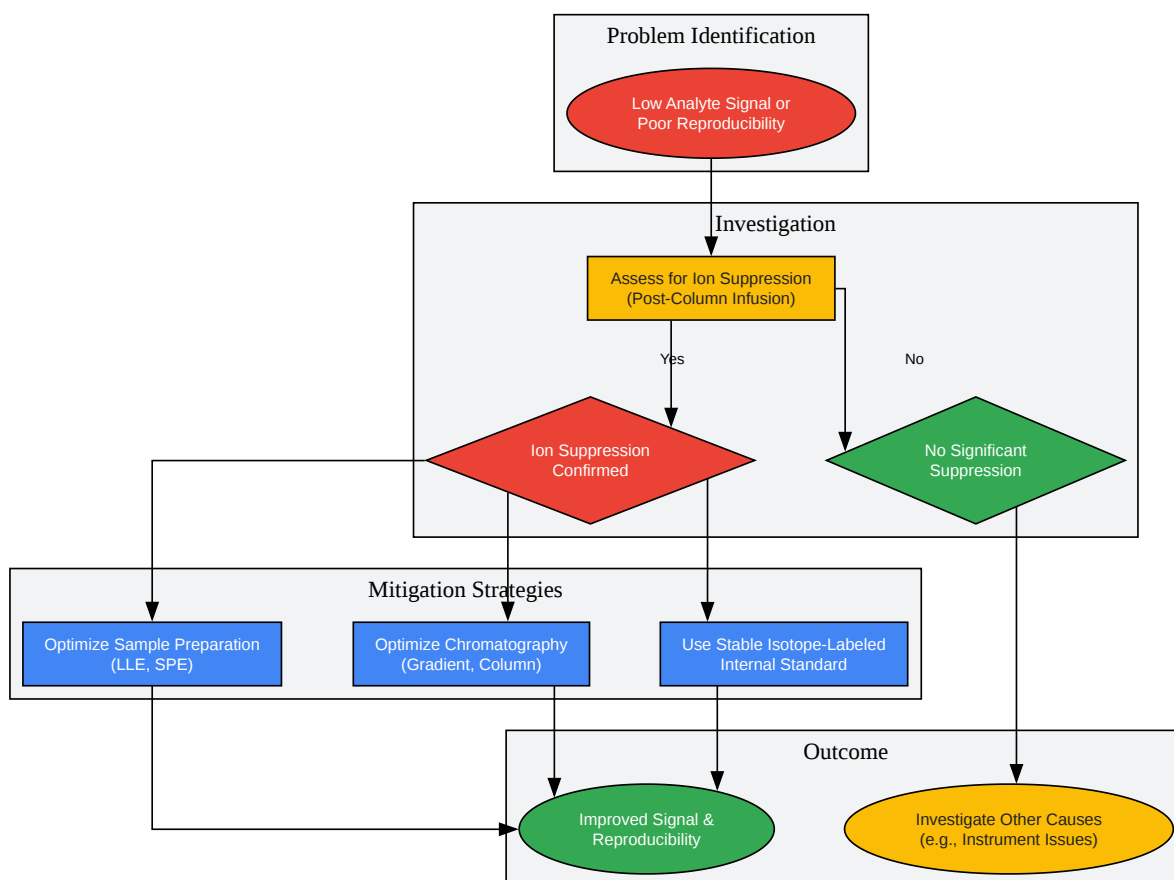 Problem Identification
Low Analyte Signal or
Poor Reproducibility
Investigation
Assess for Ion Suppression
(Post-Column Infusion)
Yes
No
Ion Suppression
Confirmed
No Significant
Suppression
Mitigation Strategies
Optimize Sample Preparation
(LLE, SPE)
Optimize Chromatography
(Gradient, Column)
Use Stable Isotope-Labeled
Internal Standard
Outcome
Improved Signal &
Reproducibility
Investigate Other Causes
(e.g., Instrument Issues)